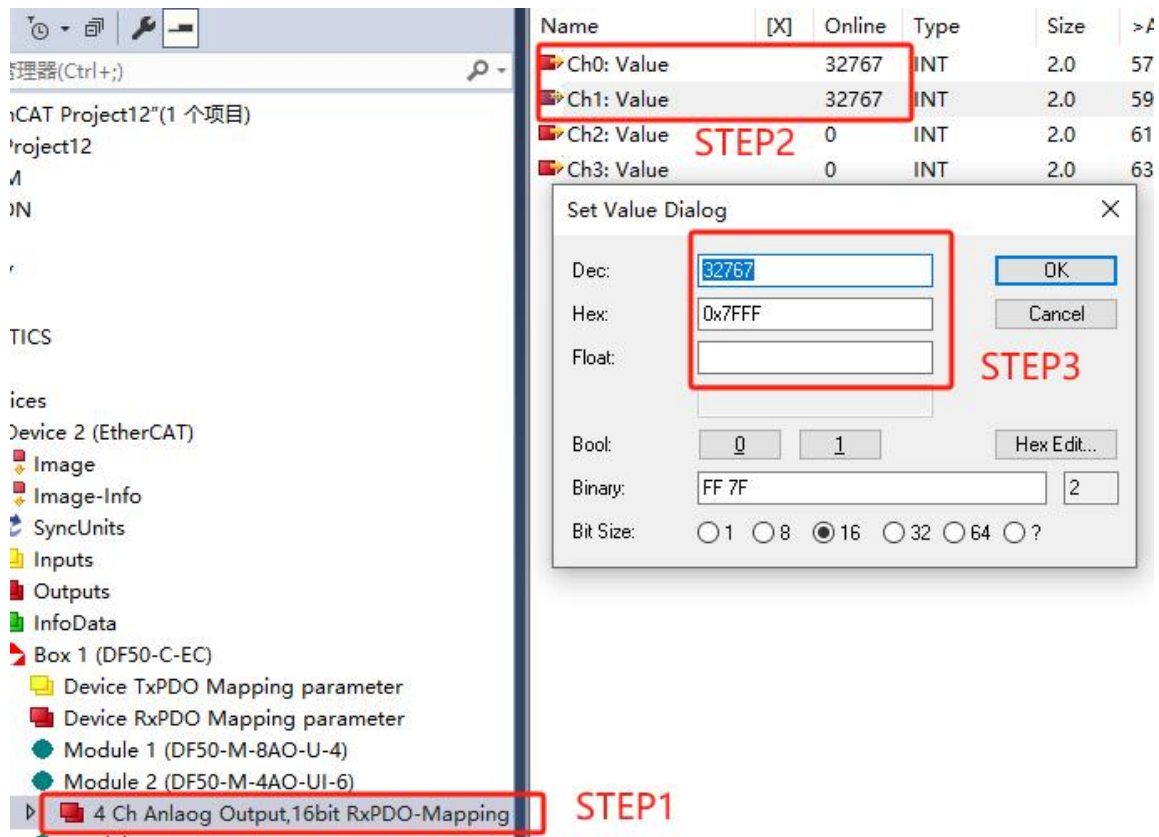 管理器(Ctrl+;)
nCAT Project12"(1 个项目)
Project12
ON
TICS
ices
Device 2 (EtherCAT)
Image
Image-Info
SyncUnits
Inputs
Outputs
InfoData
Box 1 (DF50-C-EC)
Device TxPDO Mapping parameter
Device RxPDO Mapping parameter
Module 1 (DF50-M-8AO-U-4)
Module 2 (DF50-M-4AO-UI-6)
4 Ch Anlaog Output,16bit RxPDO-Mapping
STEP1
Name [X] Online Type Size >A
Ch0: Value 32767 INT 2.0 57
Ch1: Value 32767 INT 2.0 59
Ch2: Value 0 INT 2.0 61
Ch3: Value 0 INT 2.0 63
STEP2
Set Value Dialog
Dec: 32767 OK
Hex: 0x7FFF Cancel
Float:
STEP3
Bool: 0 1 Hex Edit...
Binary: FF 7F 2
Bit Size: 1 8 16 32 64 ?